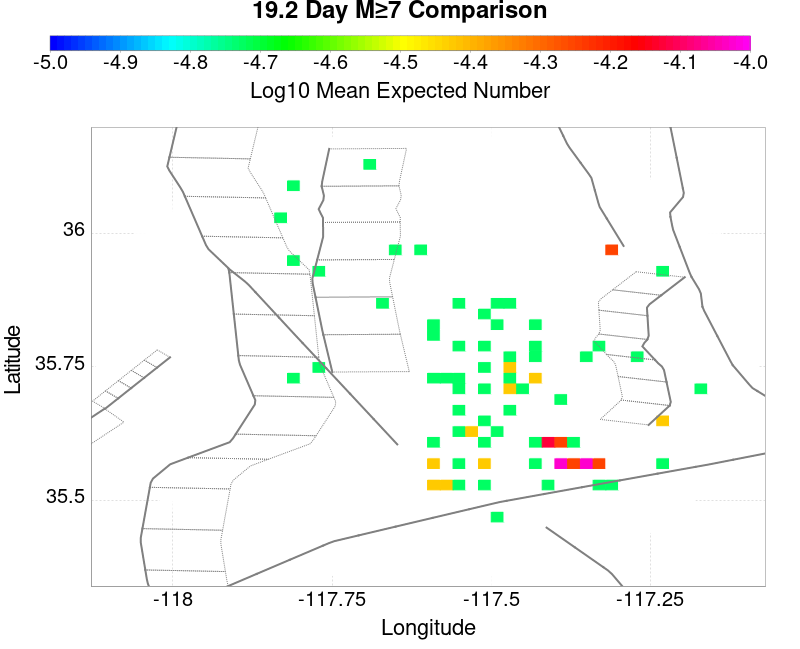 19.2 Day M≥7 Comparison
-5.0 -4.9 -4.8 -4.7 -4.6 -4.5 -4.4 -4.3 -4.2 -4.1 -4.0
Log10 Mean Expected Number
36
35.75
35.5
Latitude
-118 -117.75 -117.5 -117.25
Longitude